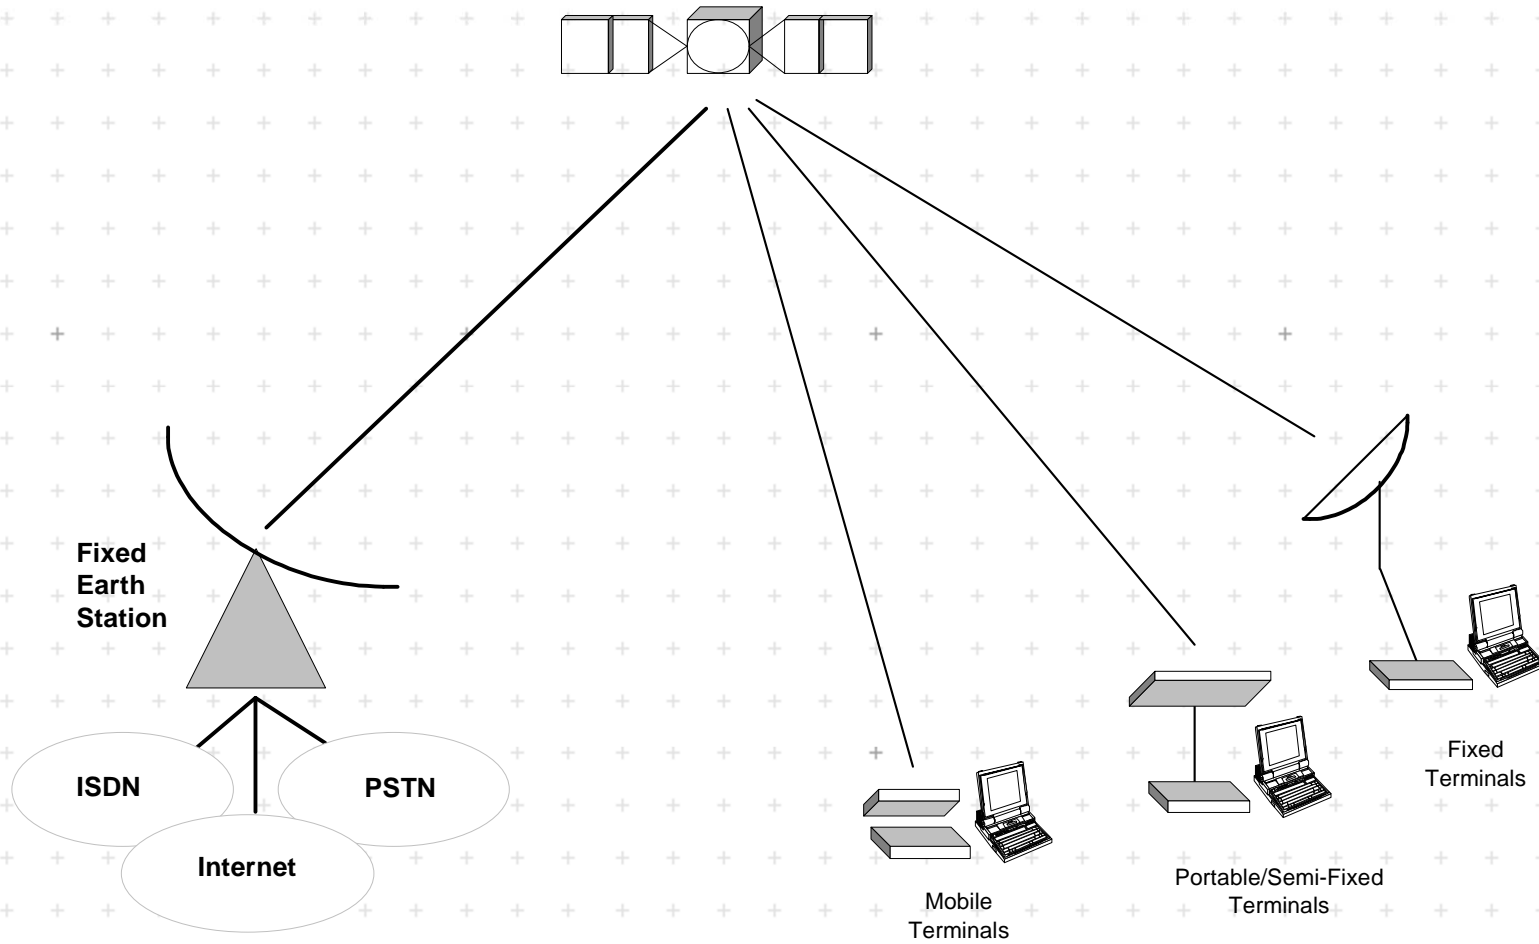 Fixed
Earth
Station
ISDN
PSTN
Internet
Mobile
Terminals
Portable/Semi-Fixed
Terminals
Fixed
Terminals